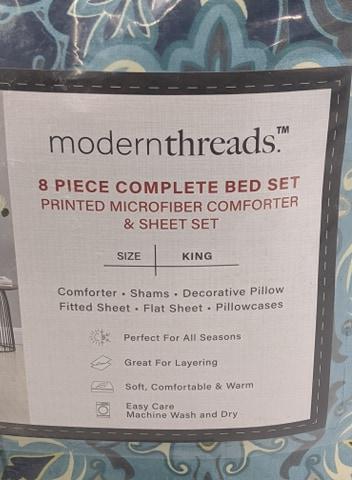 modernthreads.™
8 PIECE COMPLETE BED SET
PRINTED MICROFIBER COMFORTER
& SHEET SET
SIZE | KING
Comforter • Shams • Decorative Pillow
Fitted Sheet • Flat Sheet • Pillowcases
Perfect For All Seasons
Great For Layering
Soft, Comfortable & Warm
Easy Care
Machine Wash and Dry